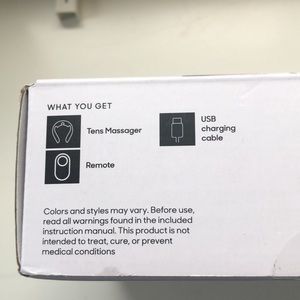 WHAT YOU GET
Tens Massager
USB
charging
cable
Remote
Colors and styles may vary. Before use,
read all warnings found in the included
instruction manual. This product is not
intended to treat, cure, or prevent
medical conditions